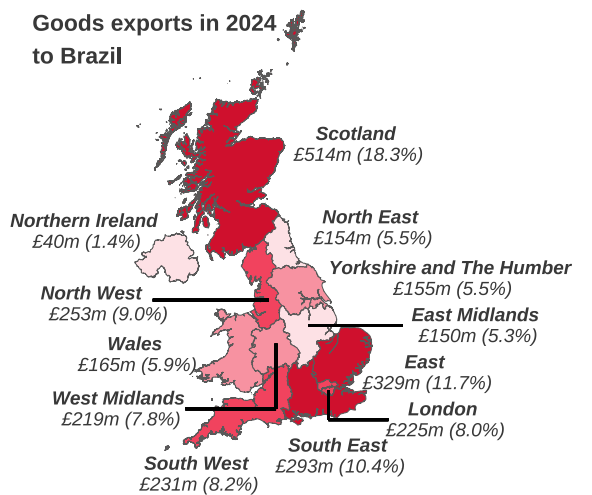 Goods exports in 2024
to Brazil
Scotland
£514m (18.3%)
Northern Ireland
£40m (1.4%)
North East
£154m (5.5%)
Yorkshire and The Humber
£155m (5.5%)
North West
£253m (9.0%)
East Midlands
£150m (5.3%)
Wales
£165m (5.9%)
East
£329m (11.7%)
West Midlands
£219m (7.8%)
London
£225m (8.0%)
South East
£293m (10.4%)
South West
£231m (8.2%)